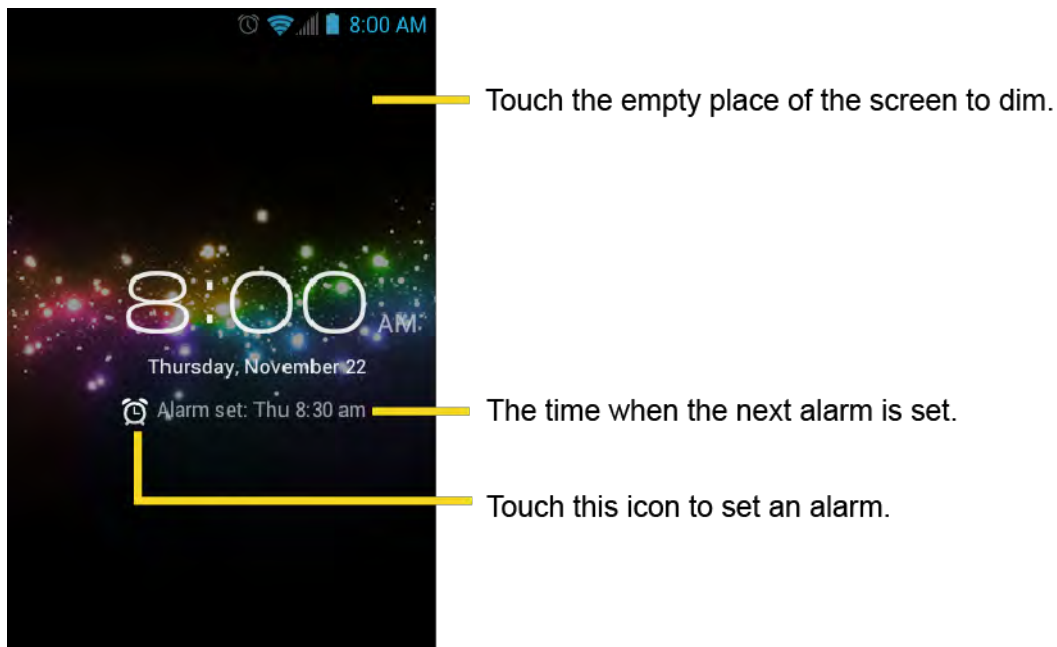 8:00 AM
Touch the empty place of the screen to dim.
8:00 AM
Thursday, November 22
Alarm set: Thu 8:30 am
The time when the next alarm is set.
Touch this icon to set an alarm.